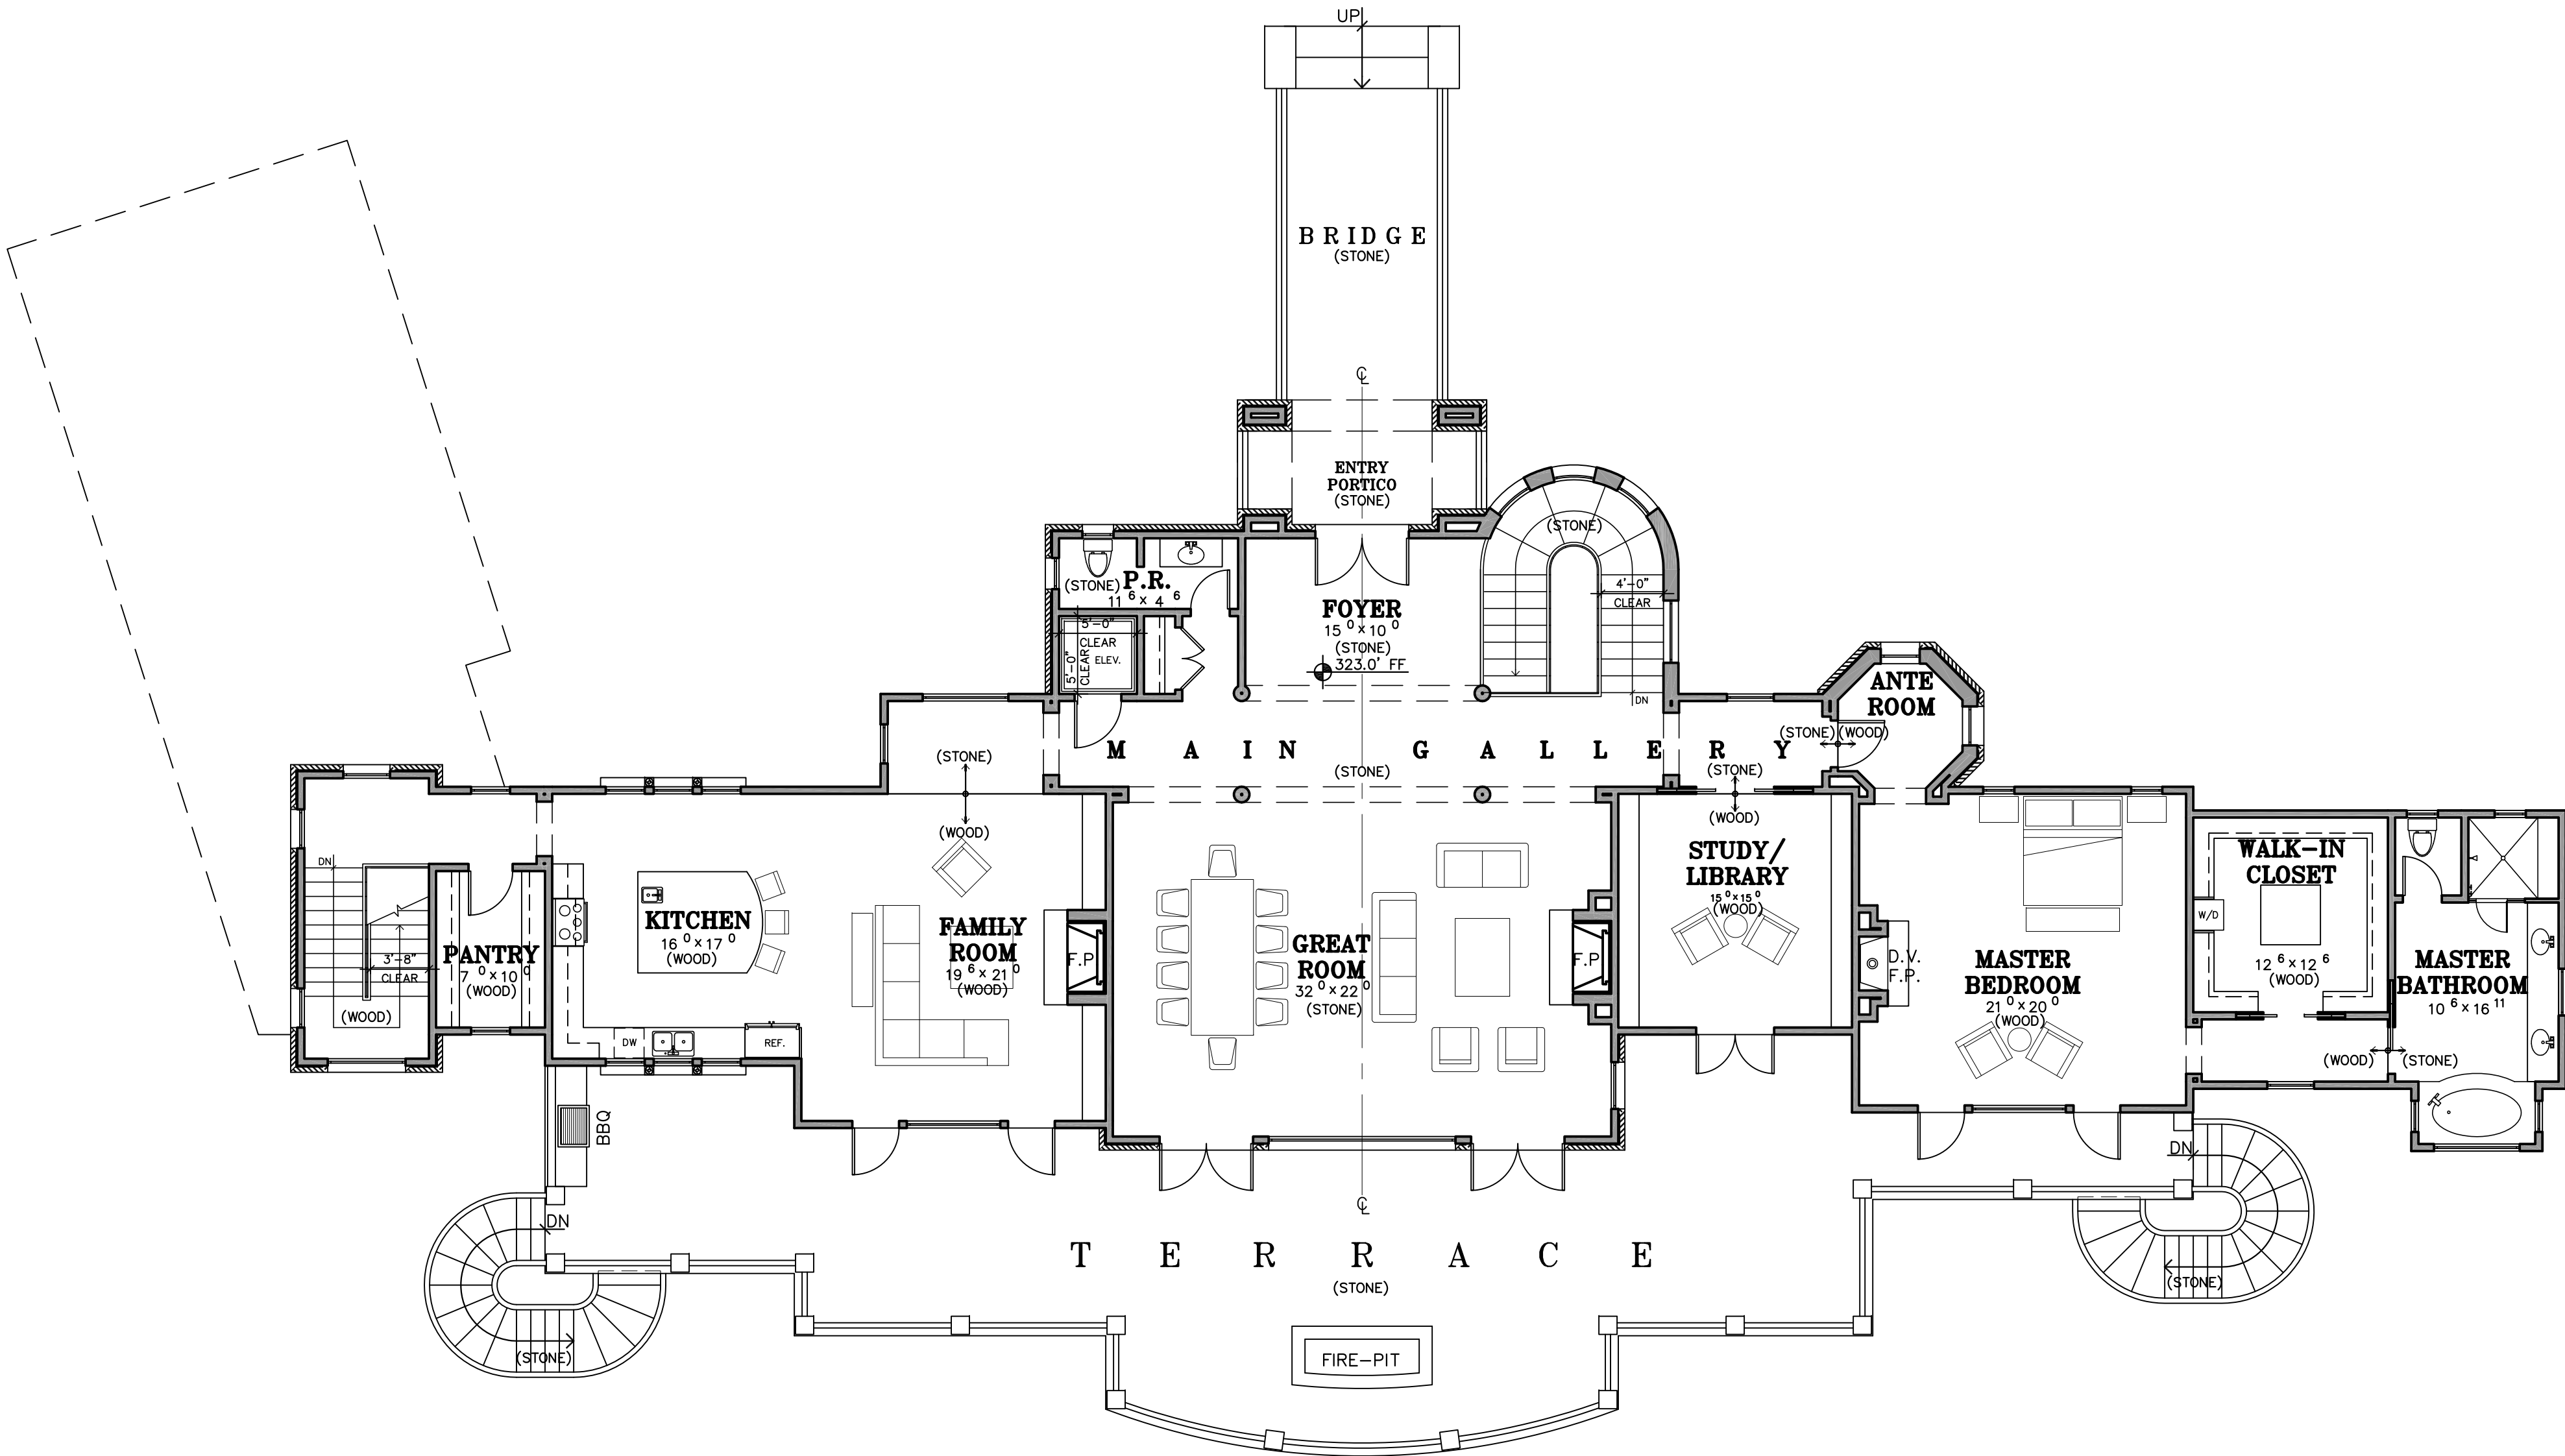 UP
BRIDGE
(STONE)
℄
ENTRY
PORTICO
(STONE)
(STONE)
4'-0"
CLEAR
DN
(STONE)
P.R.
11 6 x 4 6
5'-0"
CLEAR
5'-0"
CLEAR
ELEV.
FOYER
15 0 x 10 0
(STONE)
323.0' FF
ANTE
ROOM
(STONE)
(WOOD)
MAIN GALLERY
(STONE)
(STONE)
(WOOD)
(STONE)
(WOOD)
DN
3'-8"
CLEAR
(WOOD)
PANTRY
7 0 x 10 0
(WOOD)
KITCHEN
16 0 x 17 0
(WOOD)
DW
REF.
FAMILY
ROOM
19 6 x 21 0
(WOOD)
F.P
GREAT
ROOM
32 0 x 22 0
(STONE)
F.P
STUDY/
LIBRARY
15 0 x 15 0
(WOOD)
D.V.
F.P.
MASTER
BEDROOM
21 0 x 20 0
(WOOD)
WALK-IN
CLOSET
W/D
12 6 x 12 6
(WOOD)
MASTER
BATHROOM
10 6 x 16 11
(WOOD)
(STONE)
BBQ
DN
(STONE)
℄
TERRACE
(STONE)
FIRE-PIT
DN
(STONE)